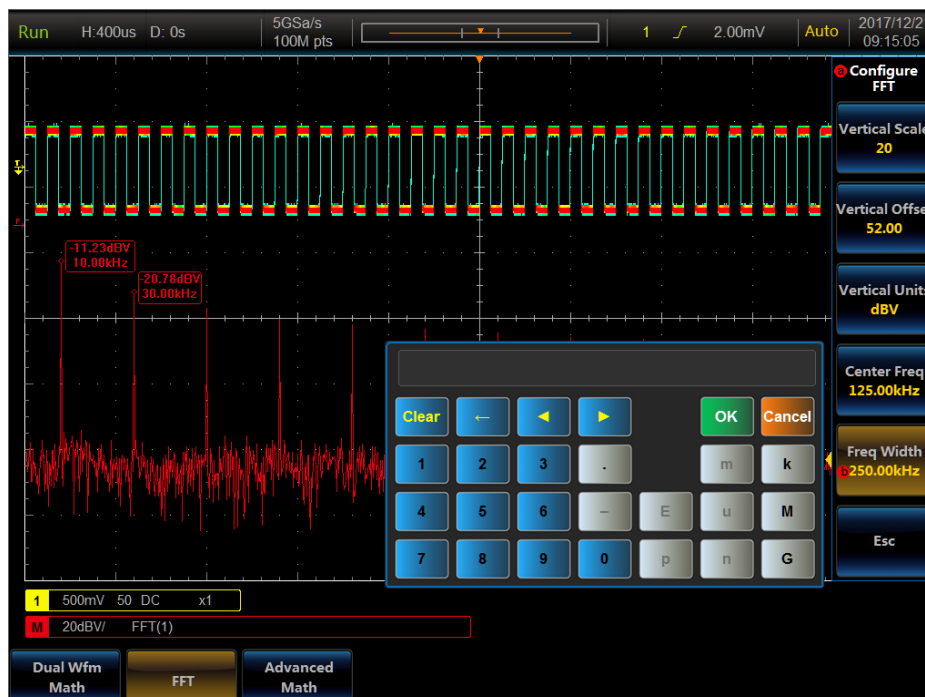 Run H:400us D: 0s 5GSa/s 1 2.00mV Auto 2017/12/2
100M pts 09:15:05
a Configure
FFT
Vertical Scale
20
Vertical Offse
52.00
Vertical Units
dBV
Center Freq
125.00kHz
Freq Width
b 250.00kHz
Esc
T
F
-11.23dBV
10.00kHz
-20.78dBV
30.00kHz
Clear ← ◀ ▶ OK Cancel
1 2 3 . m k
4 5 6 − E u M
7 8 9 0 p n G
1 500mV 50 DC x1
M 20dBV/ FFT(1)
Dual Wfm
Math
FFT
Advanced
Math